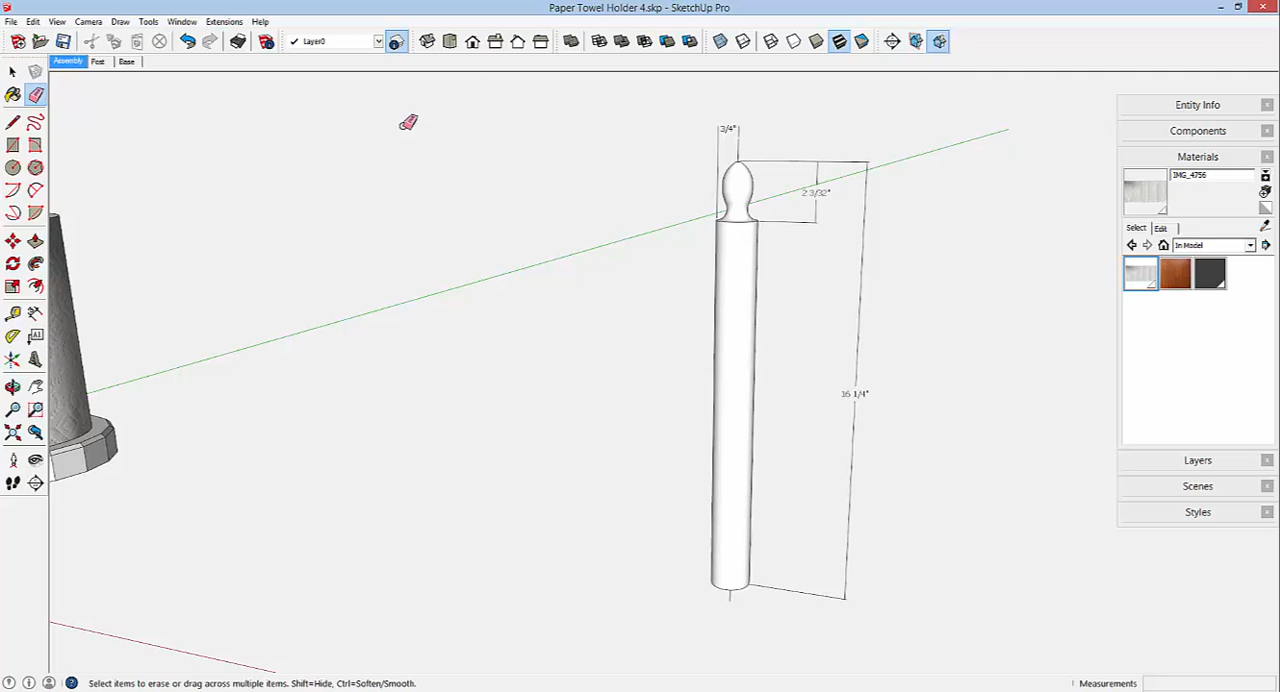 Paper Towel Holder 4.skp - SketchUp Pro
File Edit View Camera Draw Tools Window Extensions Help
Layer0
Assembly Post Base
Entity Info
Components
Materials
IMG_4756
Select Edit
In Model
3/4"
2 3/32"
16 1/4"
AI
Layers
Scenes
Styles
Select items to erase or drag across multiple items. Shift=Hide, Ctrl=Soften/Smooth.
Measurements